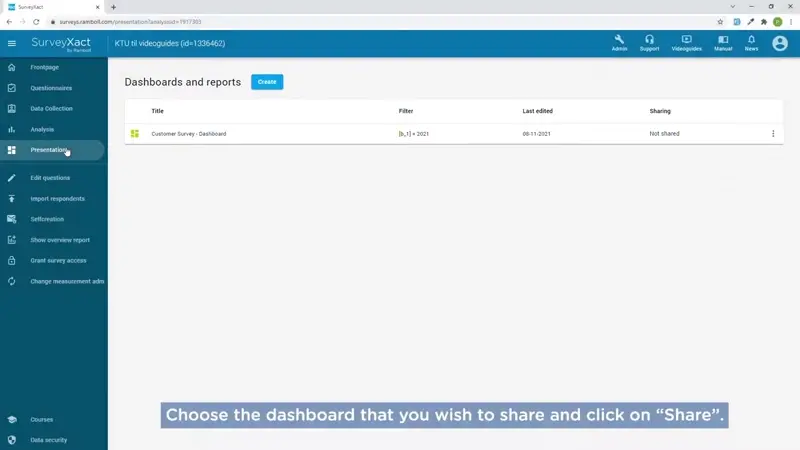 SurveyXact
surveys.ramboll.com/presentation?analysisid=1917303
SurveyXact
by Ramboll
KTU til videoguides (id=1336462)
Admin
Support
Videoguides
Manual
News
Frontpage
Questionnaires
Data Collection
Analysis
Presentation
Edit questions
Import respondents
Selfcreation
Show overview report
Grant survey access
Change measurement adm
Courses
Data security
Dashboards and reports
Create
Title
Filter
Last edited
Sharing
Customer Survey - Dashboard
[b_1] = 2021
08-11-2021
Not shared
Choose the dashboard that you wish to share and click on “Share”.